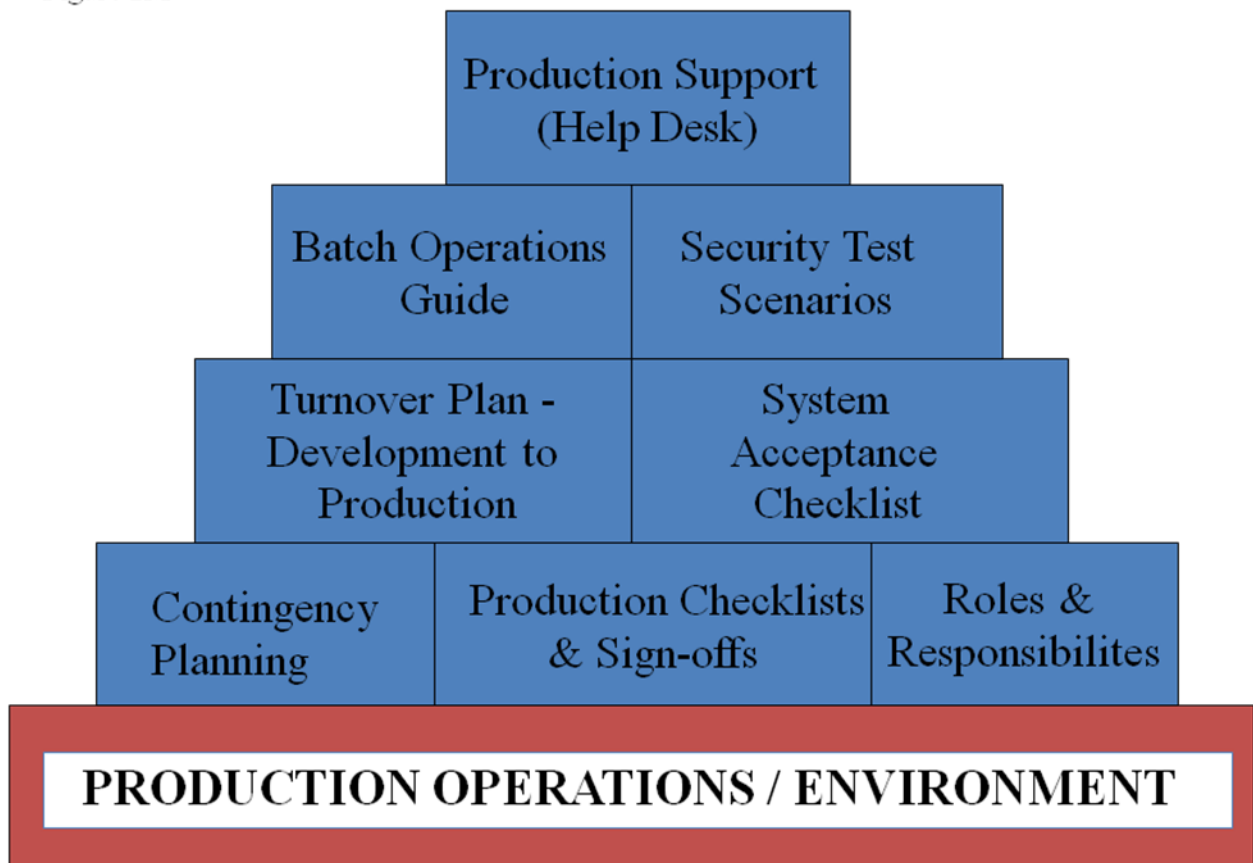 Production Support
(Help Desk)
Batch Operations
Guide
Security Test
Scenarios
Turnover Plan -
Development to
Production
System
Acceptance
Checklist
Contingency
Planning
Production Checklists
& Sign-offs
Roles &
Responsibilites
PRODUCTION OPERATIONS / ENVIRONMENT